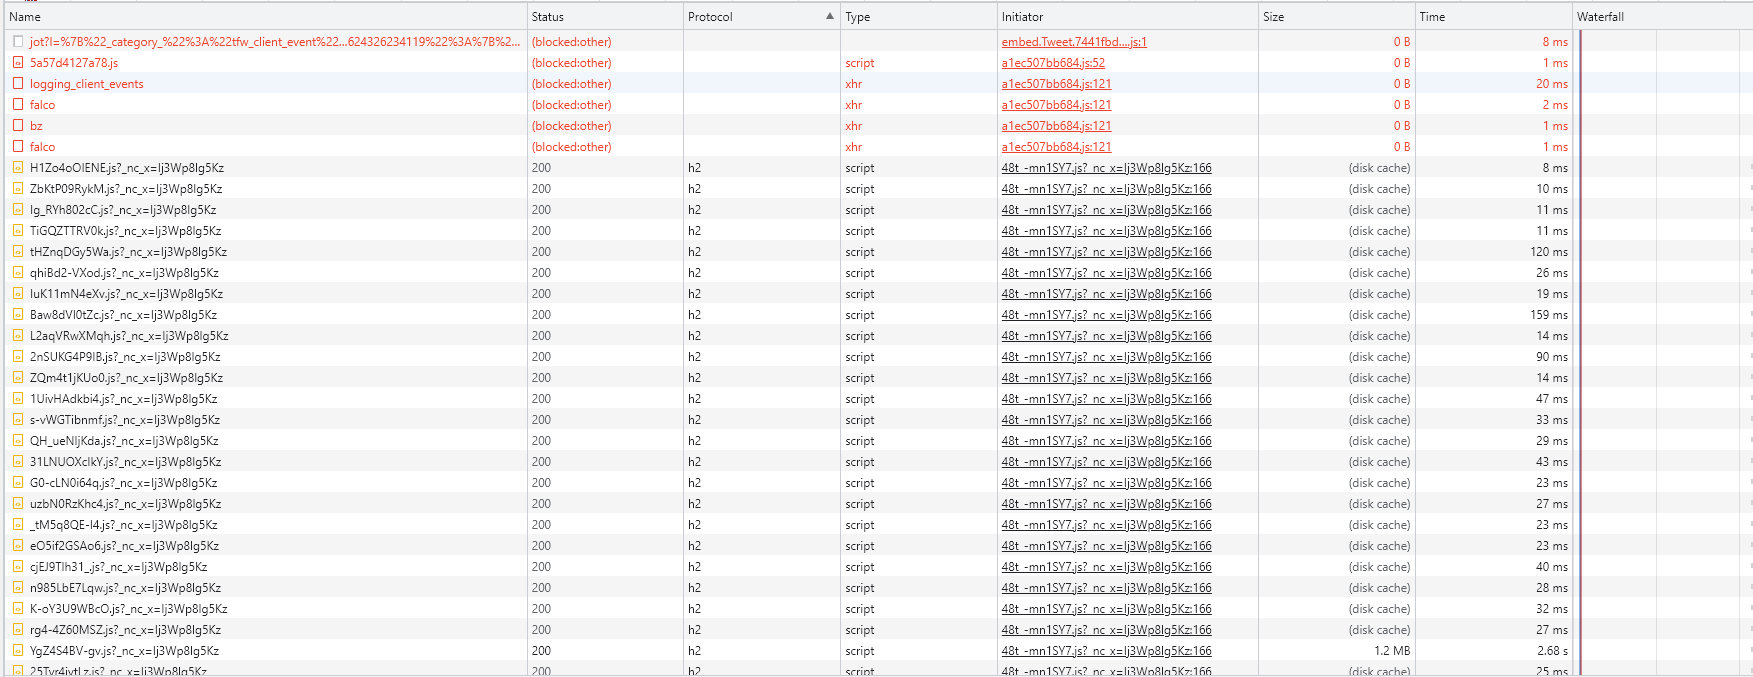 Name Status Protocol Type Initiator Size Time Waterfall
jot?l=%7B%22_category_%22%3A%22tfw_client_event%22...624326234119%22%3A%7B%2... (blocked:other) embed.Tweet.7441fbd....js:1 0 B 8 ms
5a57d4127a78.js (blocked:other) script a1ec507bb684.js:52 0 B 1 ms
logging_client_events (blocked:other) xhr a1ec507bb684.js:121 0 B 20 ms
falco (blocked:other) xhr a1ec507bb684.js:121 0 B 2 ms
bz (blocked:other) xhr a1ec507bb684.js:121 0 B 1 ms
falco (blocked:other) xhr a1ec507bb684.js:121 0 B 1 ms
H1Zo4oOlENE.js?_nc_x=Ij3Wp8lg5Kz 200 h2 script 48t_-mn1SY7.js?_nc_x=Ij3Wp8lg5Kz:166 (disk cache) 8 ms
ZbKtP09RykM.js?_nc_x=Ij3Wp8lg5Kz 200 h2 script 48t_-mn1SY7.js?_nc_x=Ij3Wp8lg5Kz:166 (disk cache) 10 ms
Ig_RYh802cC.js?_nc_x=Ij3Wp8lg5Kz 200 h2 script 48t_-mn1SY7.js?_nc_x=Ij3Wp8lg5Kz:166 (disk cache) 11 ms
TiGQZTTRV0k.js?_nc_x=Ij3Wp8lg5Kz 200 h2 script 48t_-mn1SY7.js?_nc_x=Ij3Wp8lg5Kz:166 (disk cache) 11 ms
tHZnqDGy5Wa.js?_nc_x=Ij3Wp8lg5Kz 200 h2 script 48t_-mn1SY7.js?_nc_x=Ij3Wp8lg5Kz:166 (disk cache) 120 ms
qhiBd2-VXod.js?_nc_x=Ij3Wp8lg5Kz 200 h2 script 48t_-mn1SY7.js?_nc_x=Ij3Wp8lg5Kz:166 (disk cache) 26 ms
IuK11mN4eXv.js?_nc_x=Ij3Wp8lg5Kz 200 h2 script 48t_-mn1SY7.js?_nc_x=Ij3Wp8lg5Kz:166 (disk cache) 19 ms
Baw8dVI0tZc.js?_nc_x=Ij3Wp8lg5Kz 200 h2 script 48t_-mn1SY7.js?_nc_x=Ij3Wp8lg5Kz:166 (disk cache) 159 ms
L2aqVRwXMqh.js?_nc_x=Ij3Wp8lg5Kz 200 h2 script 48t_-mn1SY7.js?_nc_x=Ij3Wp8lg5Kz:166 (disk cache) 14 ms
2nSUKG4P9IB.js?_nc_x=Ij3Wp8lg5Kz 200 h2 script 48t_-mn1SY7.js?_nc_x=Ij3Wp8lg5Kz:166 (disk cache) 90 ms
ZQm4t1jKUo0.js?_nc_x=Ij3Wp8lg5Kz 200 h2 script 48t_-mn1SY7.js?_nc_x=Ij3Wp8lg5Kz:166 (disk cache) 14 ms
1UivHAdkbi4.js?_nc_x=Ij3Wp8lg5Kz 200 h2 script 48t_-mn1SY7.js?_nc_x=Ij3Wp8lg5Kz:166 (disk cache) 47 ms
s-vWGTibnmf.js?_nc_x=Ij3Wp8lg5Kz 200 h2 script 48t_-mn1SY7.js?_nc_x=Ij3Wp8lg5Kz:166 (disk cache) 33 ms
QH_ueNIjKda.js?_nc_x=Ij3Wp8lg5Kz 200 h2 script 48t_-mn1SY7.js?_nc_x=Ij3Wp8lg5Kz:166 (disk cache) 29 ms
31LNUOXclkY.js?_nc_x=Ij3Wp8lg5Kz 200 h2 script 48t_-mn1SY7.js?_nc_x=Ij3Wp8lg5Kz:166 (disk cache) 43 ms
G0-cLN0i64q.js?_nc_x=Ij3Wp8lg5Kz 200 h2 script 48t_-mn1SY7.js?_nc_x=Ij3Wp8lg5Kz:166 (disk cache) 23 ms
uzbN0RzKhc4.js?_nc_x=Ij3Wp8lg5Kz 200 h2 script 48t_-mn1SY7.js?_nc_x=Ij3Wp8lg5Kz:166 (disk cache) 27 ms
_tM5q8QE-I4.js?_nc_x=Ij3Wp8lg5Kz 200 h2 script 48t_-mn1SY7.js?_nc_x=Ij3Wp8lg5Kz:166 (disk cache) 23 ms
eO5if2GSAo6.js?_nc_x=Ij3Wp8lg5Kz 200 h2 script 48t_-mn1SY7.js?_nc_x=Ij3Wp8lg5Kz:166 (disk cache) 23 ms
cjEJ9Tlh31_.js?_nc_x=Ij3Wp8lg5Kz 200 h2 script 48t_-mn1SY7.js?_nc_x=Ij3Wp8lg5Kz:166 (disk cache) 40 ms
n985LbE7Lqw.js?_nc_x=Ij3Wp8lg5Kz 200 h2 script 48t_-mn1SY7.js?_nc_x=Ij3Wp8lg5Kz:166 (disk cache) 28 ms
K-oY3U9WBcO.js?_nc_x=Ij3Wp8lg5Kz 200 h2 script 48t_-mn1SY7.js?_nc_x=Ij3Wp8lg5Kz:166 (disk cache) 32 ms
rg4-4Z60MSZ.js?_nc_x=Ij3Wp8lg5Kz 200 h2 script 48t_-mn1SY7.js?_nc_x=Ij3Wp8lg5Kz:166 (disk cache) 27 ms
YgZ4S4BV-gv.js?_nc_x=Ij3Wp8lg5Kz 200 h2 script 48t_-mn1SY7.js?_nc_x=Ij3Wp8lg5Kz:166 1.2 MB 2.68 s
200 h2 script 48t_-mn1SY7.js?_nc_x=Ij3Wp8lg5Kz:166 (disk cache) 25 ms